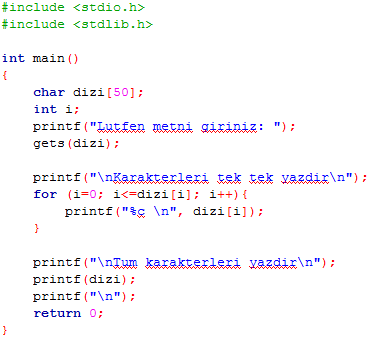 #include <stdio.h>
#include <stdlib.h>

int main()
{
    char dizi[50];
    int i;
    printf("Lutfen metni giriniz: ");
    gets(dizi);

    printf("\nKarakterleri tek tek yazdir\n");
    for (i=0; i<=dizi[i]; i++){
        printf("%c \n", dizi[i]);
    }

    printf("\nTum karakterleri yazdir\n");
    printf(dizi);
    printf("\n");
    return 0;
}